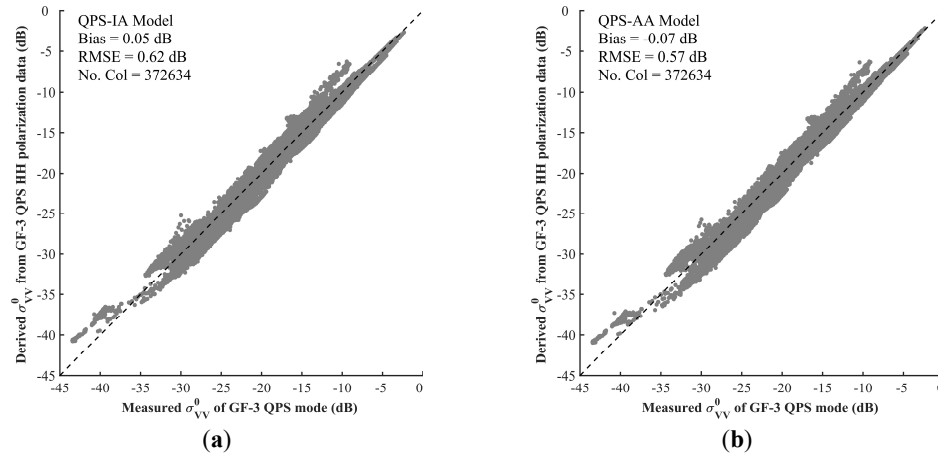 QPS-IA Model
Bias = 0.05 dB
RMSE = 0.62 dB
No. Col = 372634
Derived σ⁰VV from GF-3 QPS HH polarization data (dB)
0
-5
-10
-15
-20
-25
-30
-35
-40
-45
-45 -40 -35 -30 -25 -20 -15 -10 -5 0
Measured σ⁰VV of GF-3 QPS mode (dB)
(a)
QPS-AA Model
Bias = -0.07 dB
RMSE = 0.57 dB
No. Col = 372634
Derived σ⁰VV from GF-3 QPS HH polarization data (dB)
0
-5
-10
-15
-20
-25
-30
-35
-40
-45
-45 -40 -35 -30 -25 -20 -15 -10 -5 0
Measured σ⁰VV of GF-3 QPS mode (dB)
(b)